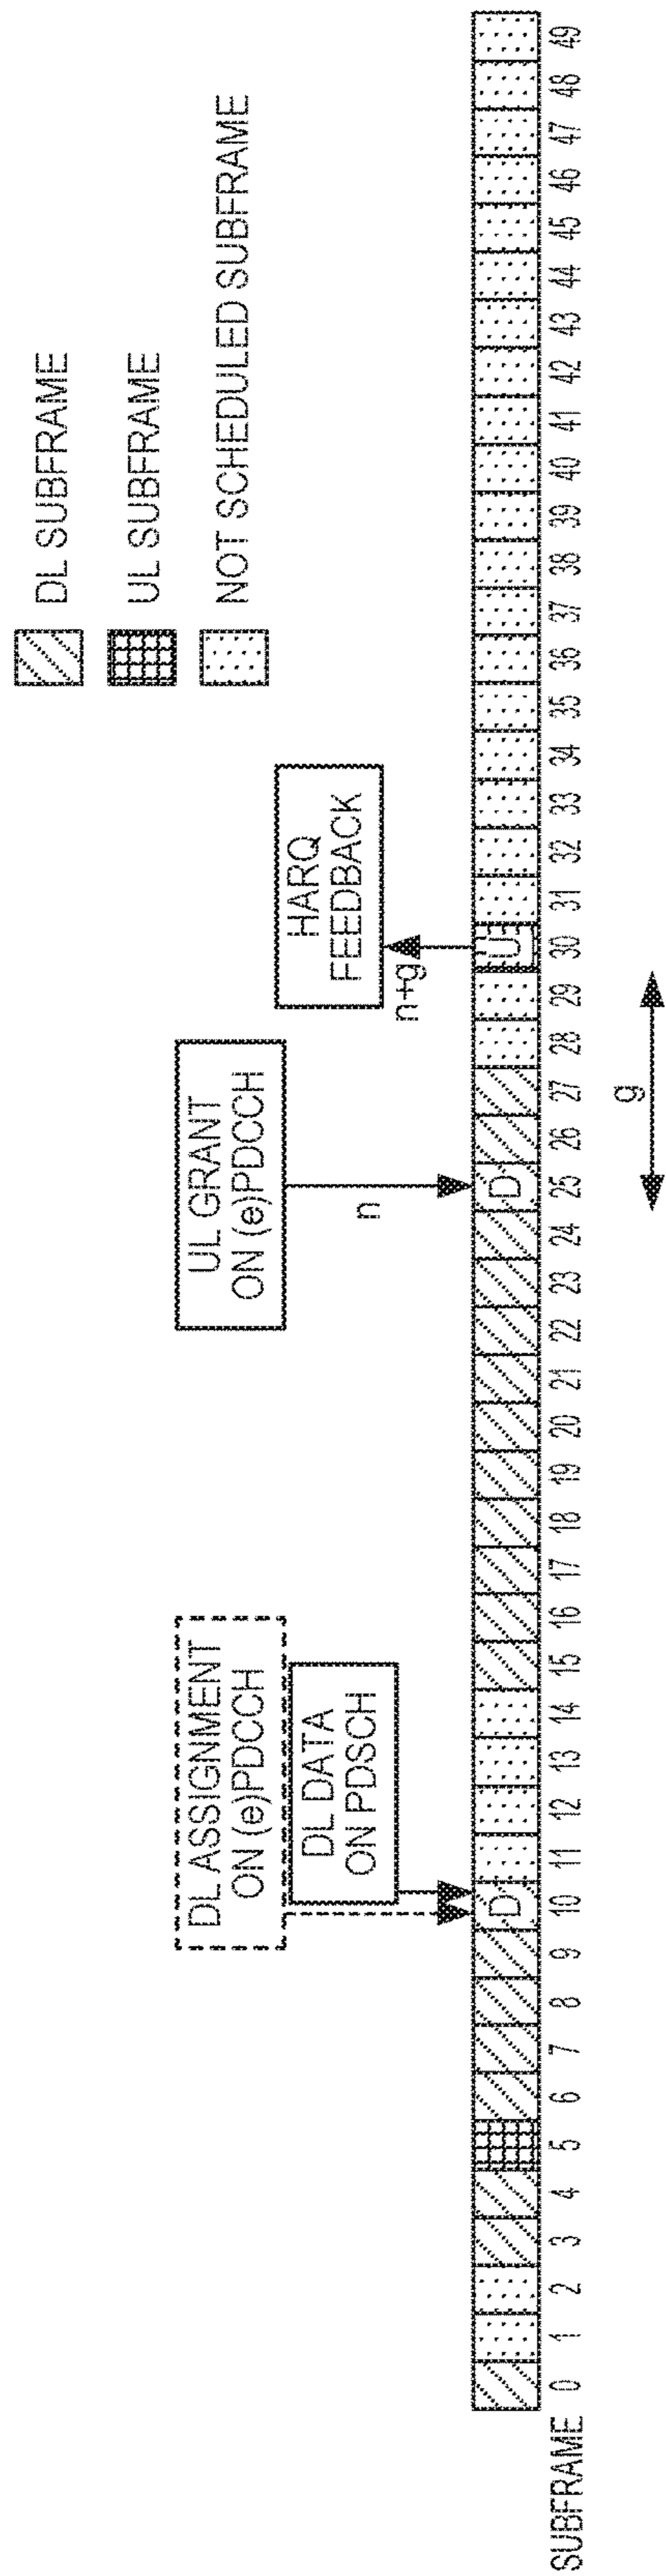 DL SUBFRAME
UL SUBFRAME
NOT SCHEDULED SUBFRAME
DL ASSIGNMENT
ON (e)PDCCH
DL DATA
ON PDSCH
UL GRANT
ON (e)PDCCH
n
HARQ
FEEDBACK
n+g
D D U
SUBFRAME 0 1 2 3 4 5 6 7 8 9 10 11 12 13 14 15 16 17 18 19 20 21 22 23 24 25 26 27 28 29 30 31 32 33 34 35 36 37 38 39 40 41 42 43 44 45 46 47 48 49
g